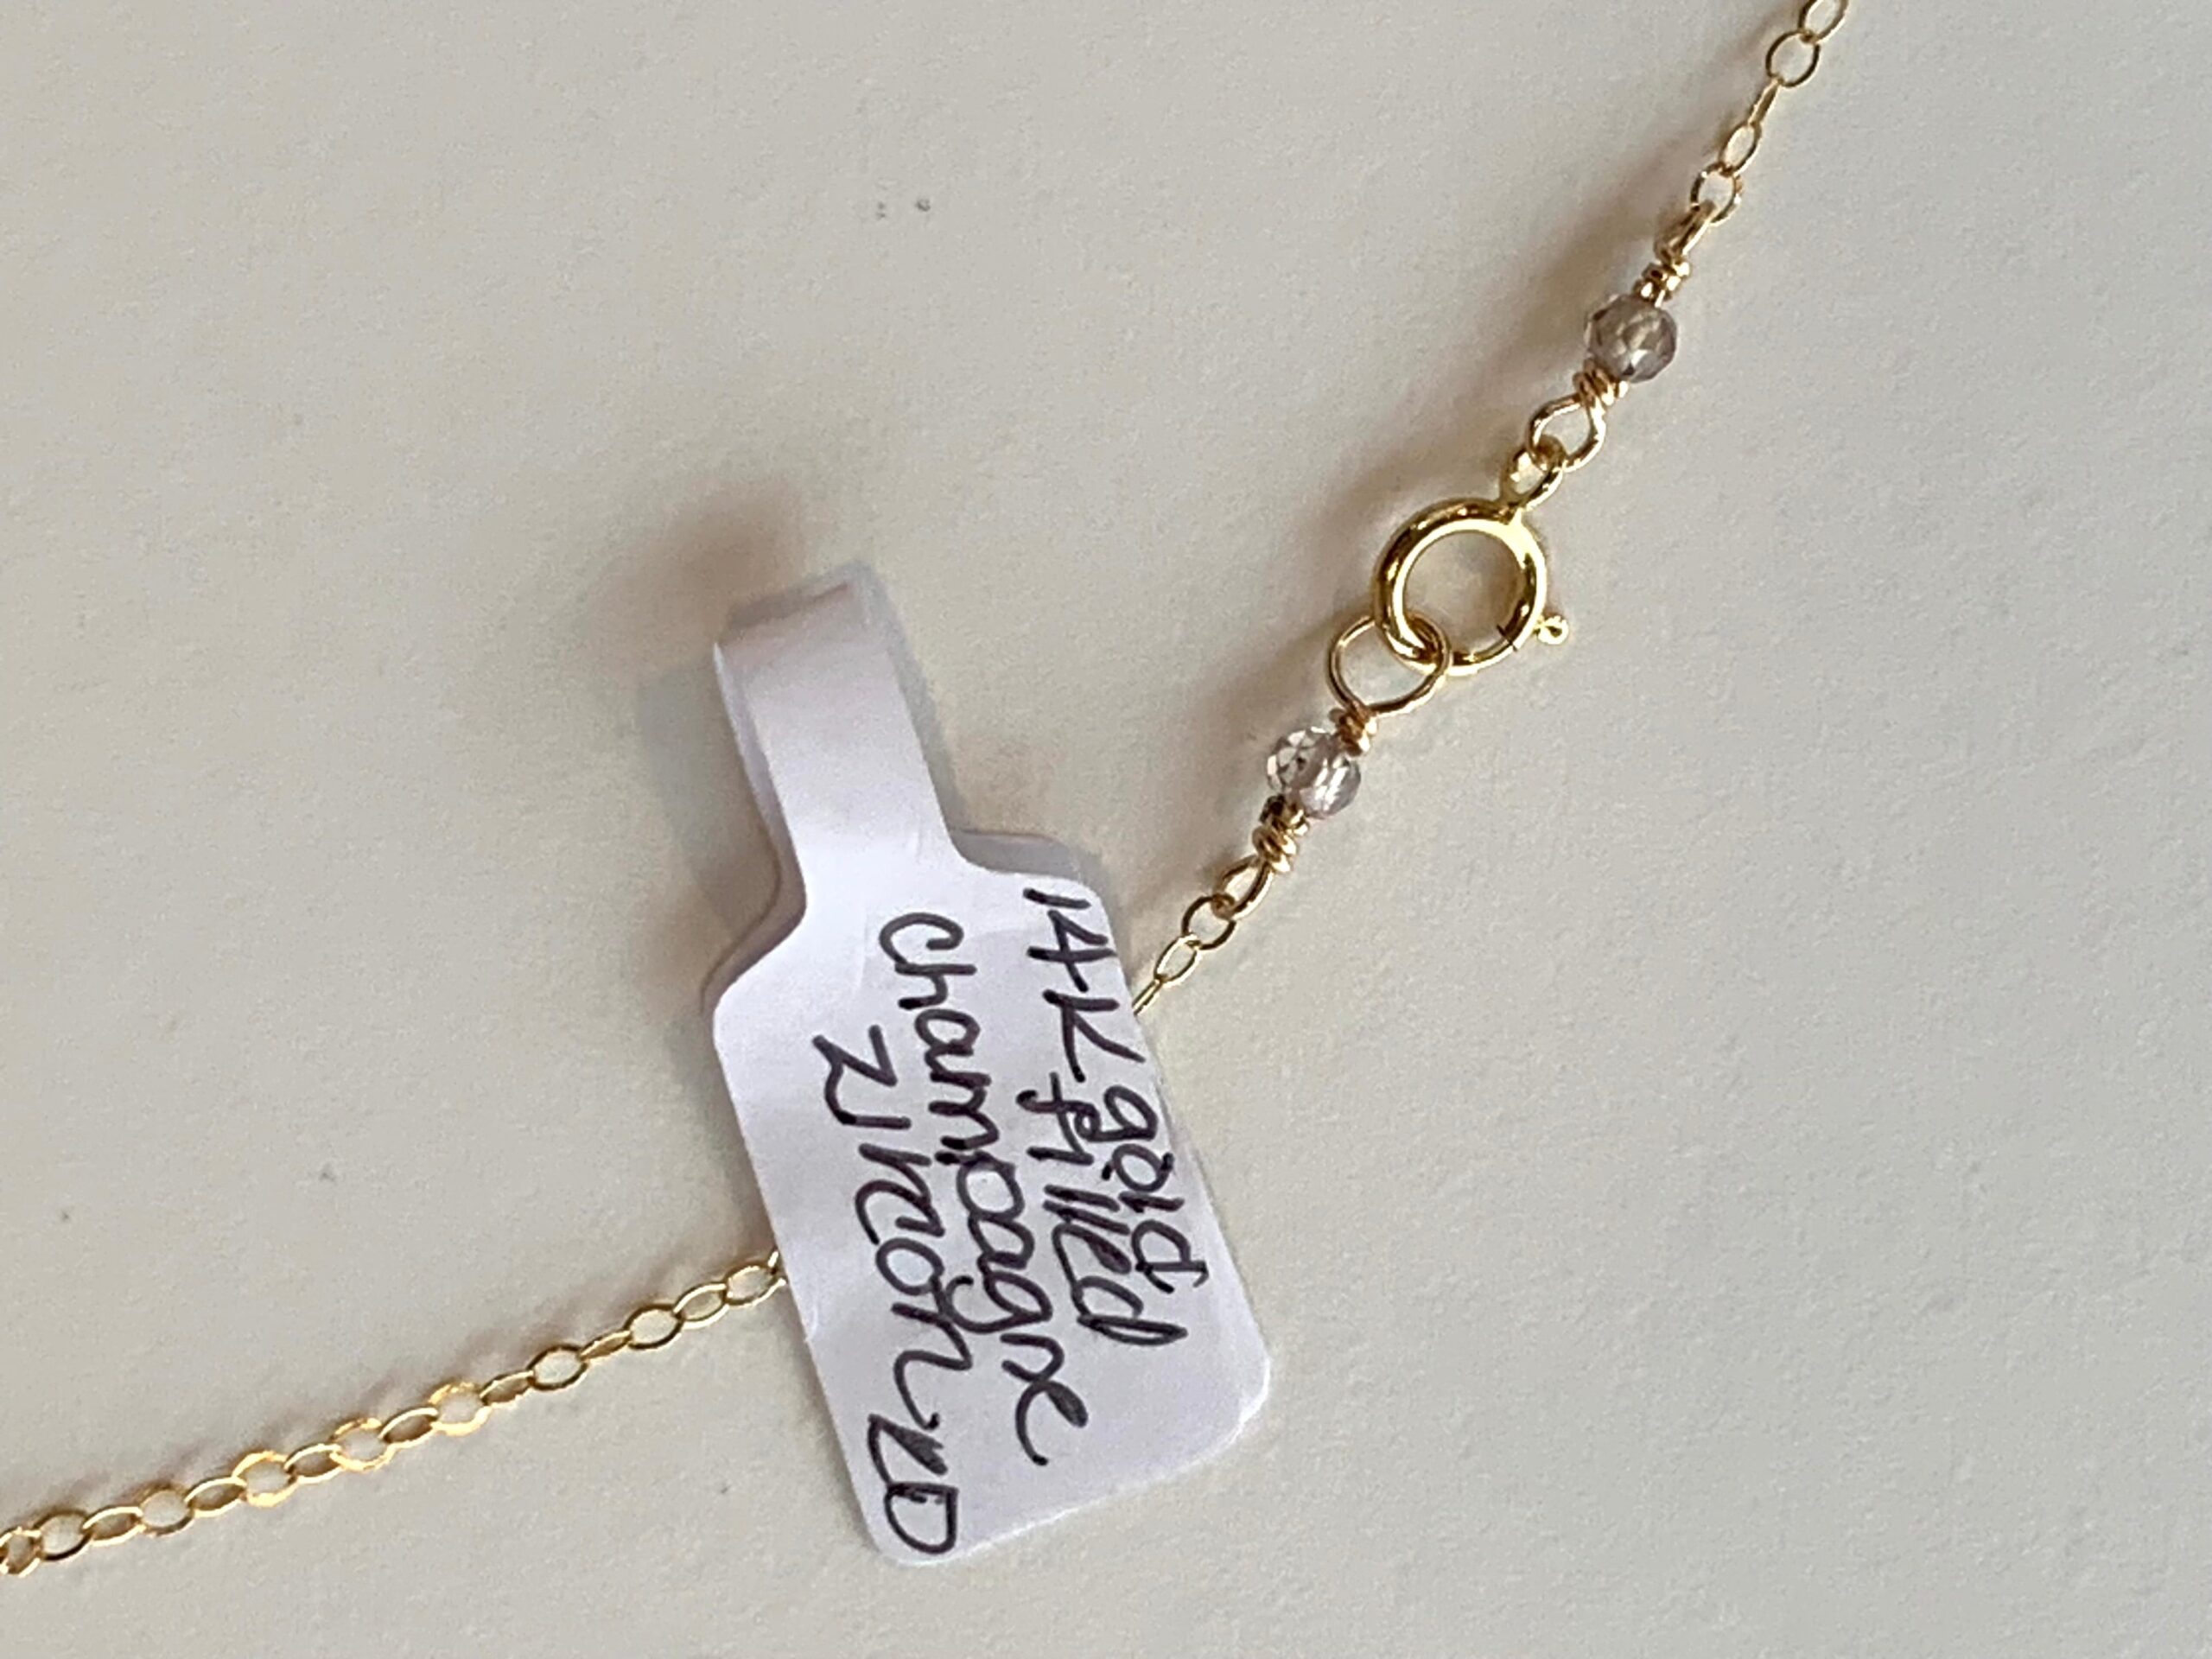 14K gold
filled
champagne
zircon